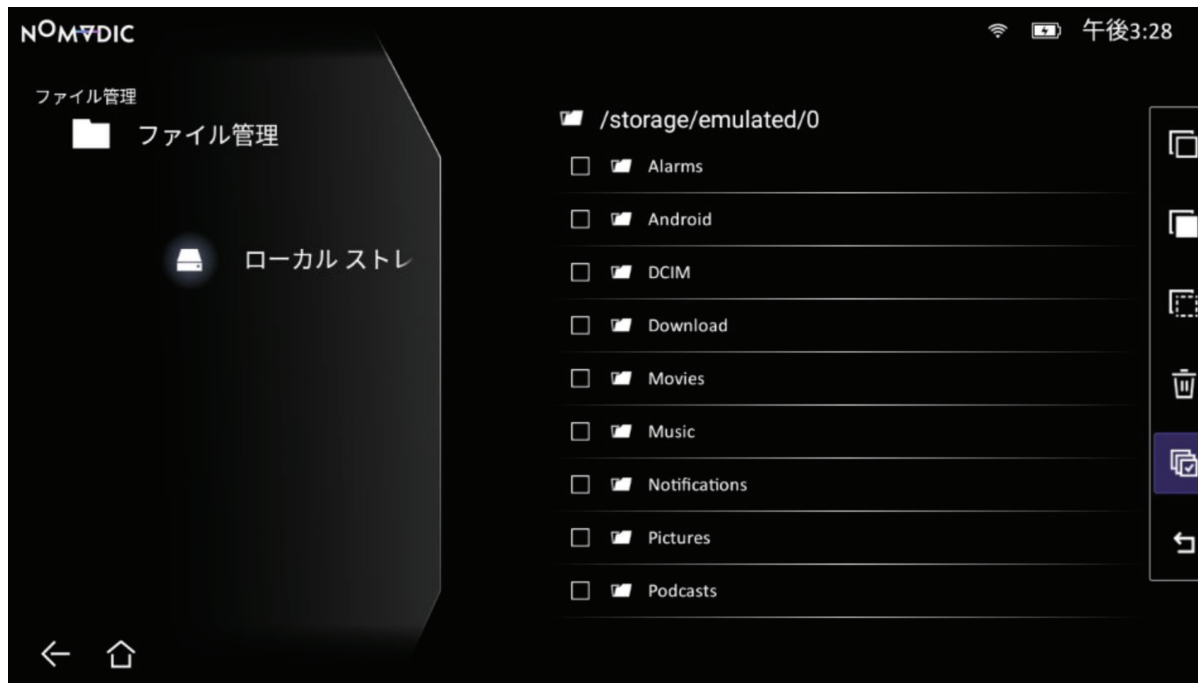 NOMADIC
午後3:28
ファイル管理
ファイル管理
ローカル ストレ
/storage/emulated/0
Alarms
Android
DCIM
Download
Movies
Music
Notifications
Pictures
Podcasts